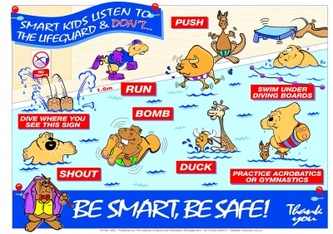 SMART KIDS LISTEN TO
THE LIFEGUARD & DON'T...
PUSH
1.5m
RUN
SWIM UNDER
DIVING BOARDS
BOMB
DIVE WHERE YOU
SEE THIS SIGN
SHOUT
DUCK
PRACTICE ACROBATICS
OR GYMNASTICS
BE SMART, BE SAFE!
Thank
you